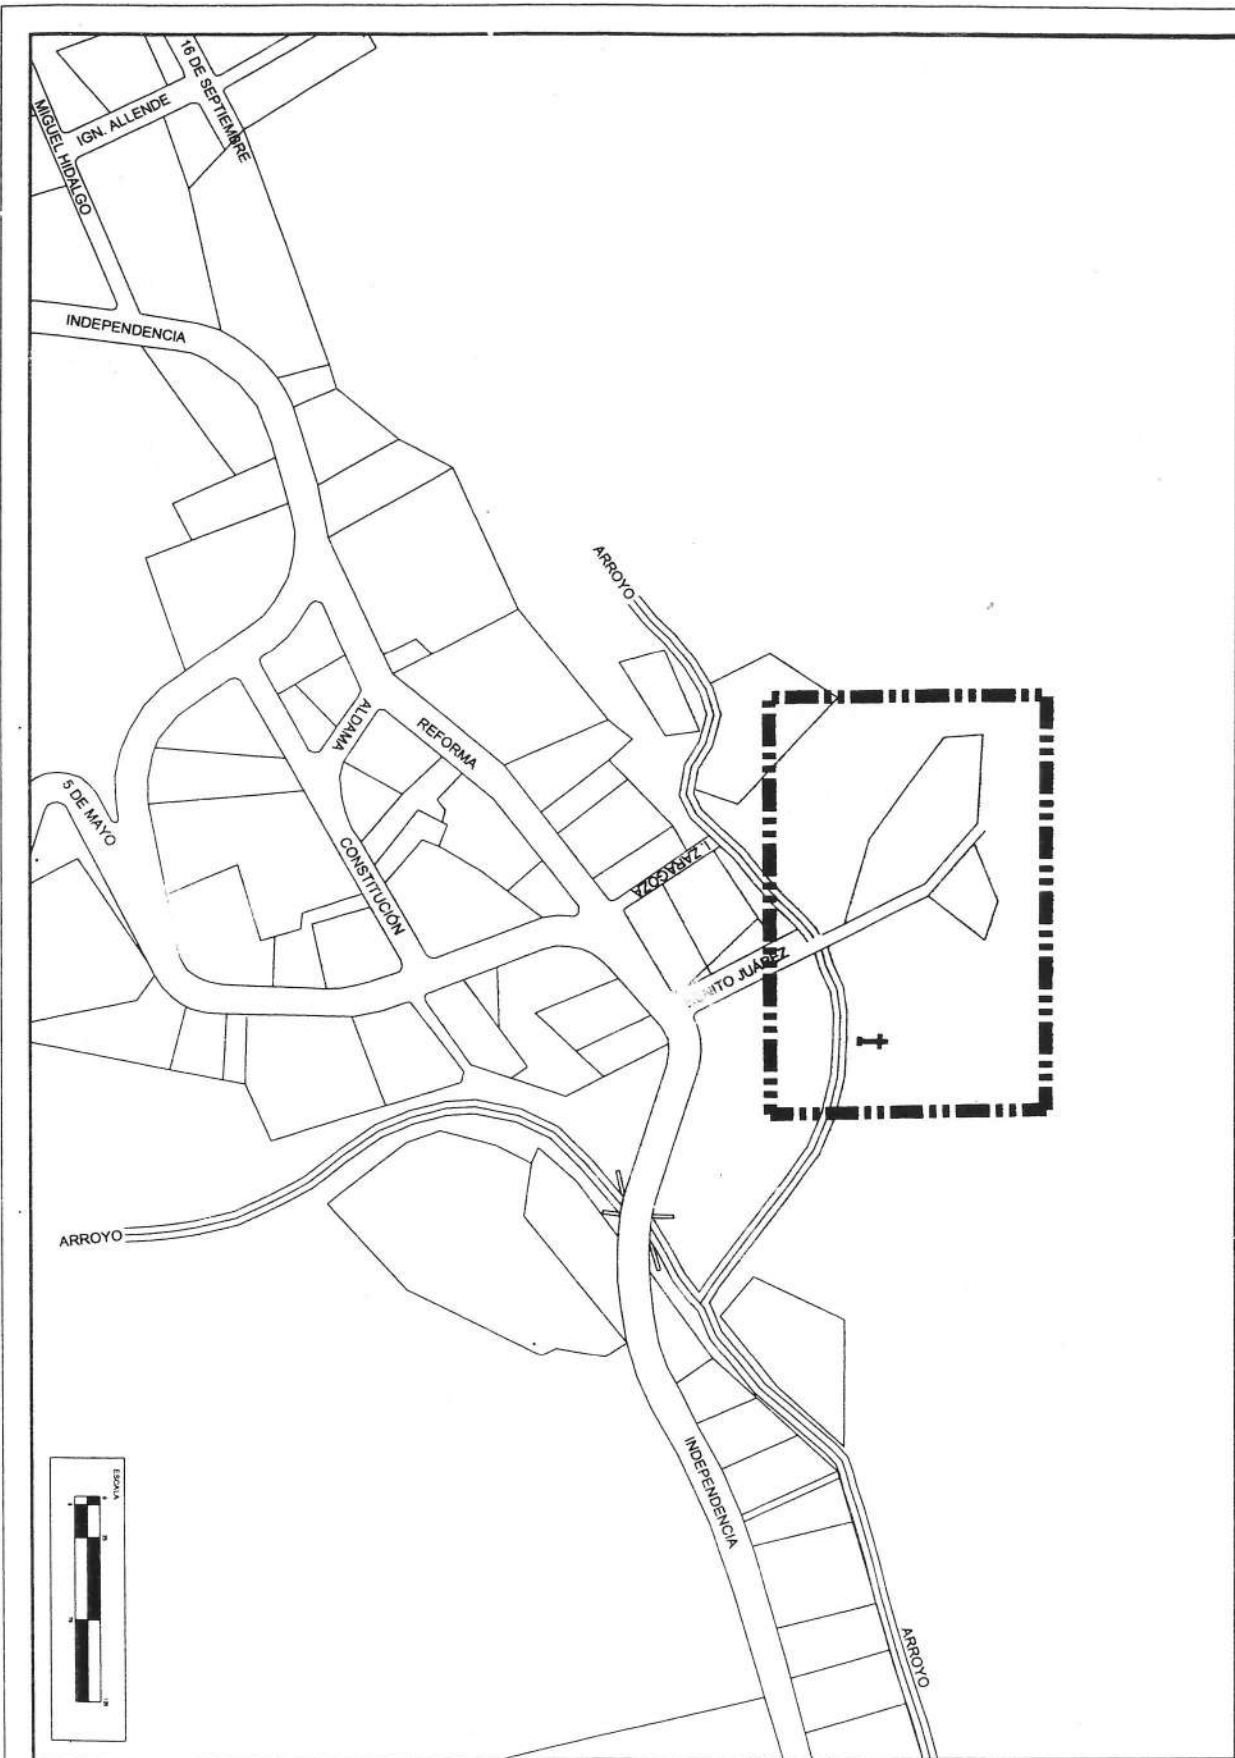 16 DE SEPTIEMBRE
IGN. ALLENDE
MIGUEL HIDALGO
INDEPENDENCIA
ARROYO
ALDAMA
REFORMA
5 DE MAYO
I. ZARAGOZA
CONSTITUCIÓN
JUÁREZ
ARROYO
INDEPENDENCIA
ESCALA
ARROYO